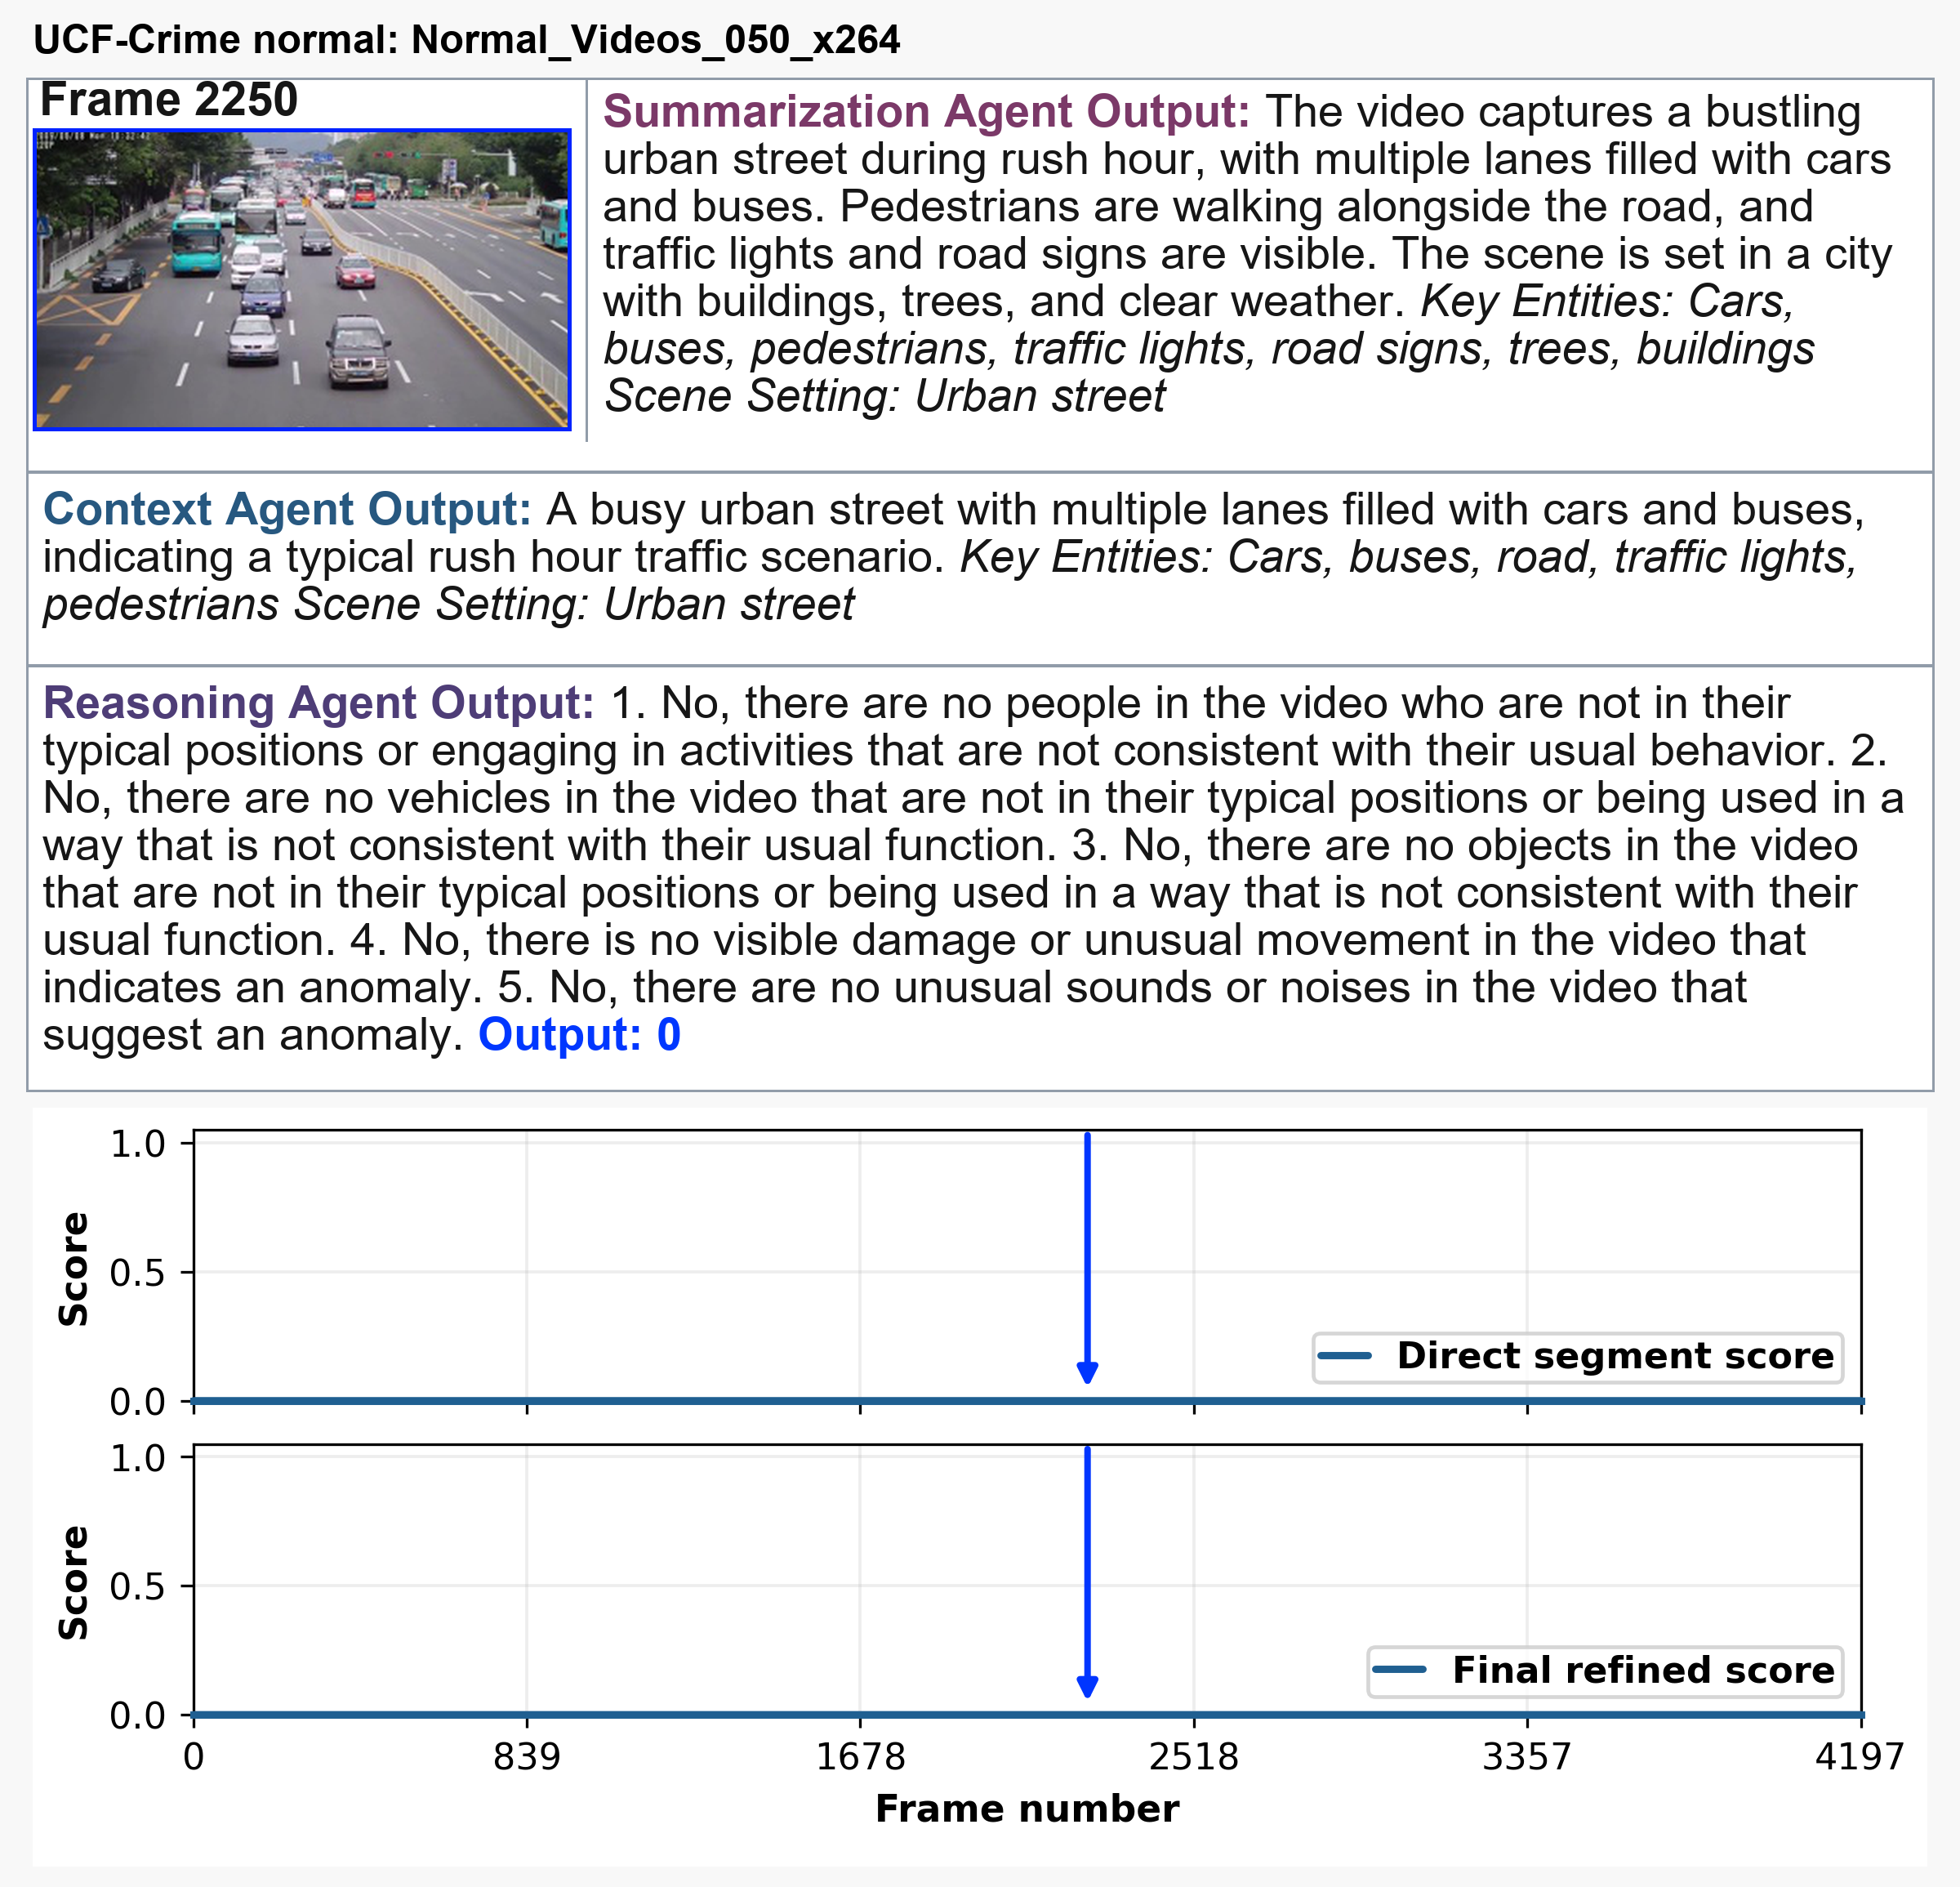 UCF-Crime normal: Normal_Videos_050_x264
Frame 2250
Summarization Agent Output: The video captures a bustling
urban street during rush hour, with multiple lanes filled with cars
and buses. Pedestrians are walking alongside the road, and
traffic lights and road signs are visible. The scene is set in a city
with buildings, trees, and clear weather. Key Entities: Cars,
buses, pedestrians, traffic lights, road signs, trees, buildings
Scene Setting: Urban street
Context Agent Output: A busy urban street with multiple lanes filled with cars and buses,
indicating a typical rush hour traffic scenario. Key Entities: Cars, buses, road, traffic lights,
pedestrians Scene Setting: Urban street
Reasoning Agent Output: 1. No, there are no people in the video who are not in their
typical positions or engaging in activities that are not consistent with their usual behavior. 2.
No, there are no vehicles in the video that are not in their typical positions or being used in a
way that is not consistent with their usual function. 3. No, there are no objects in the video
that are not in their typical positions or being used in a way that is not consistent with their
usual function. 4. No, there is no visible damage or unusual movement in the video that
indicates an anomaly. 5. No, there are no unusual sounds or noises in the video that
suggest an anomaly. Output: 0
1.0
0.5
0.0
Score
Direct segment score
1.0
0.5
0.0
Score
Final refined score
0 839 1678 2518 3357 4197
Frame number